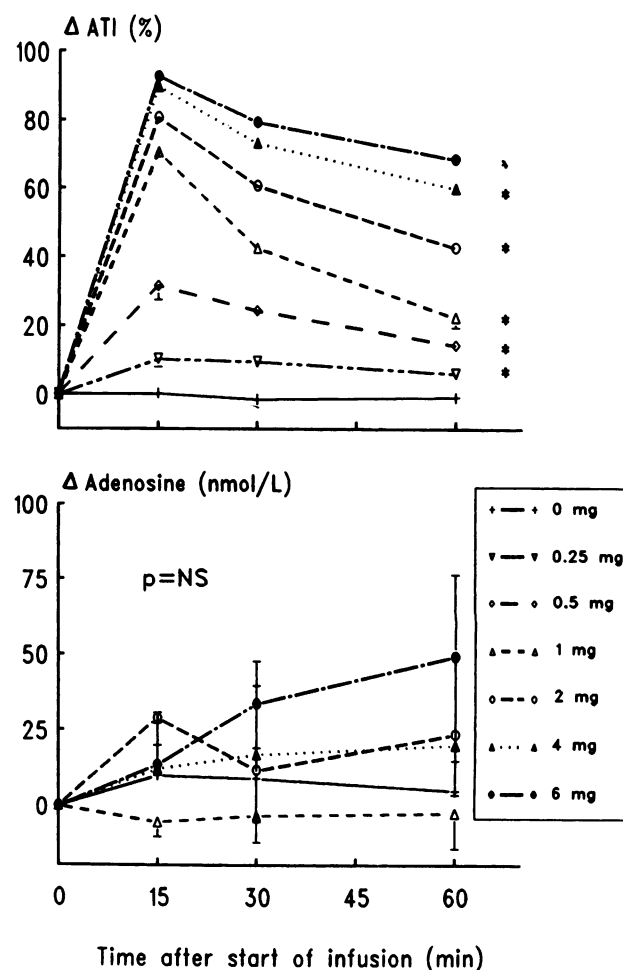 Δ ATI (%)
100
80
60
40
20
0
*
*
*
*
*
*
Δ Adenosine (nmol/L)
100
75
50
25
0
p=NS
0 mg
0.25 mg
0.5 mg
1 mg
2 mg
4 mg
6 mg
0 15 30 45 60
Time after start of infusion (min)